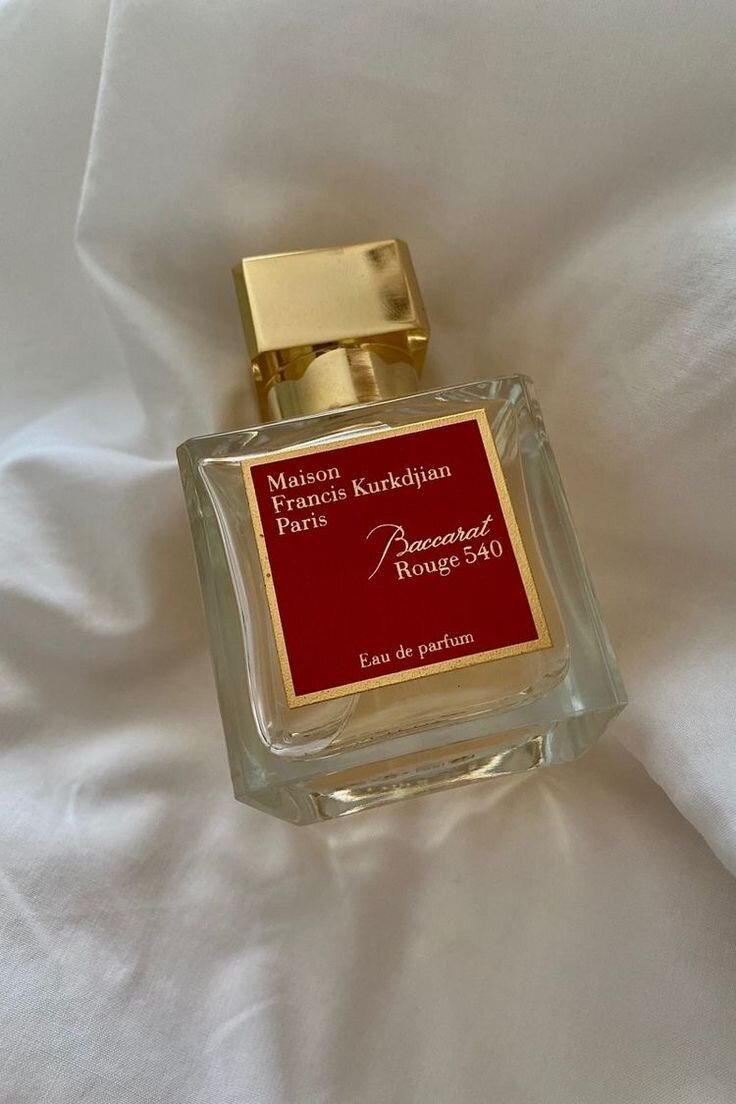 Maison
Francis Kurkdjian
Paris
Baccarat
Rouge 540
Eau de parfum